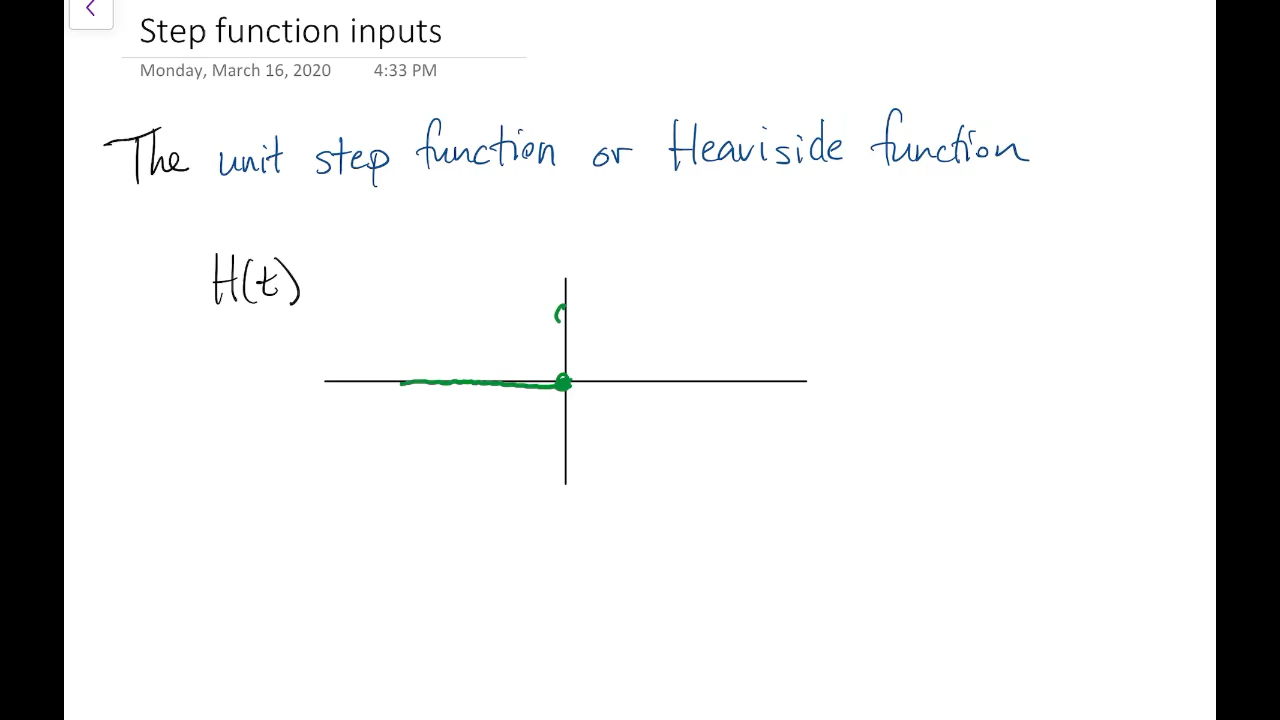 Step function inputs
Monday, March 16, 2020 4:33 PM
The unit step function or Heaviside function
H(t)